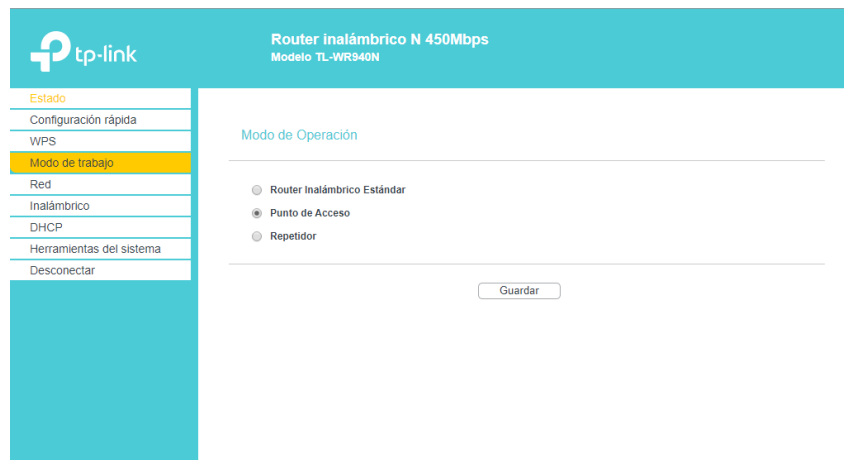 tp-link
Router inalámbrico N 450Mbps
Modelo TL-WR940N
Estado
Configuración rápida
WPS
Modo de trabajo
Red
Inalámbrico
DHCP
Herramientas del sistema
Desconectar
Modo de Operación
Router Inalámbrico Estándar
Punto de Acceso
Repetidor
Guardar